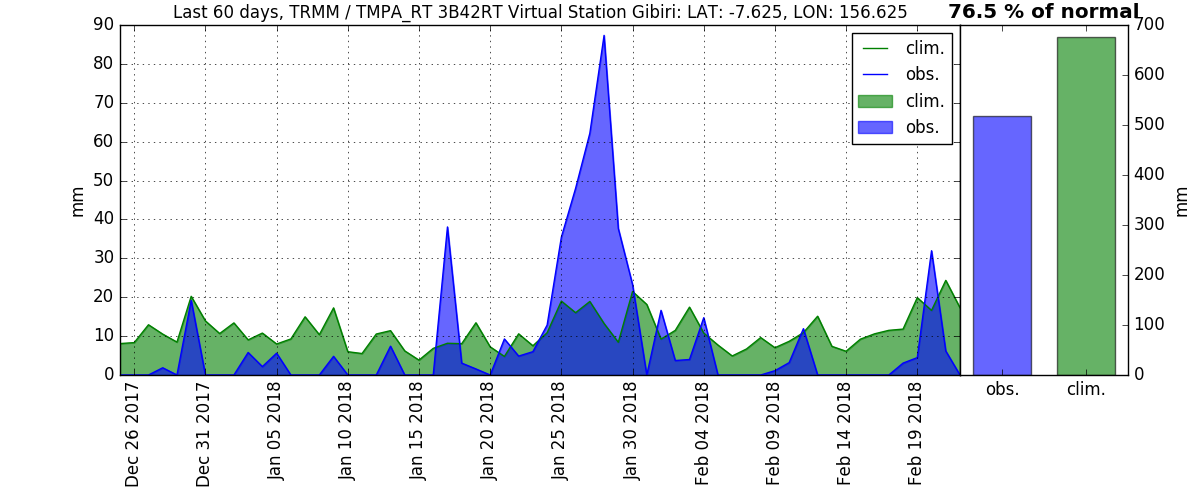 Last 60 days, TRMM / TMPA_RT 3B42RT Virtual Station Gibiri: LAT: -7.625, LON: 156.625
76.5 % of normal
90
80
70
60
50
40
30
20
10
0
mm
clim.
obs.
clim.
obs.
Dec 26 2017
Dec 31 2017
Jan 05 2018
Jan 10 2018
Jan 15 2018
Jan 20 2018
Jan 25 2018
Jan 30 2018
Feb 04 2018
Feb 09 2018
Feb 14 2018
Feb 19 2018
700
600
500
400
300
200
100
0
mm
obs.
clim.